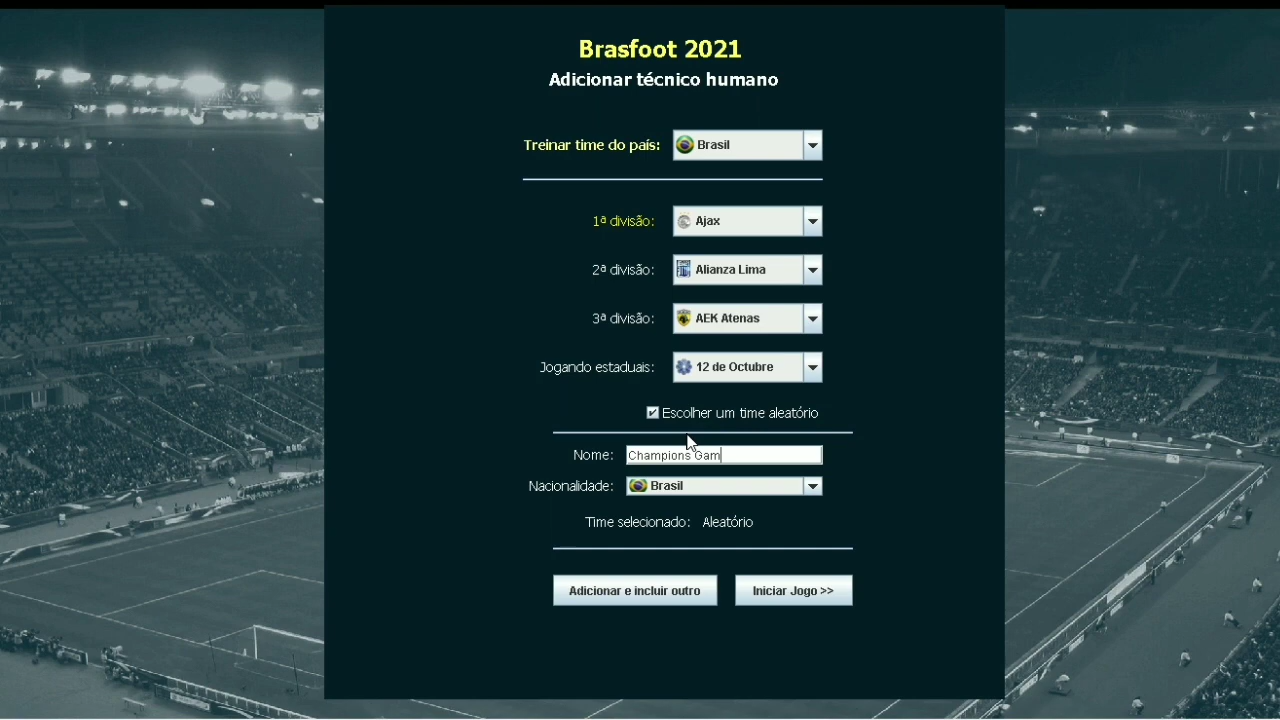 Brasfoot 2021
Adicionar técnico humano
Treinar time do país: Brasil
1ª divisão: Ajax
2ª divisão: Alianza Lima
3ª divisão: AEK Atenas
Jogando estaduais: 12 de Octubre
Escolher um time aleatório
Nome: Champions Gam
Nacionalidade: Brasil
Time selecionado: Aleatório
Adicionar e incluir outro Iniciar Jogo >>